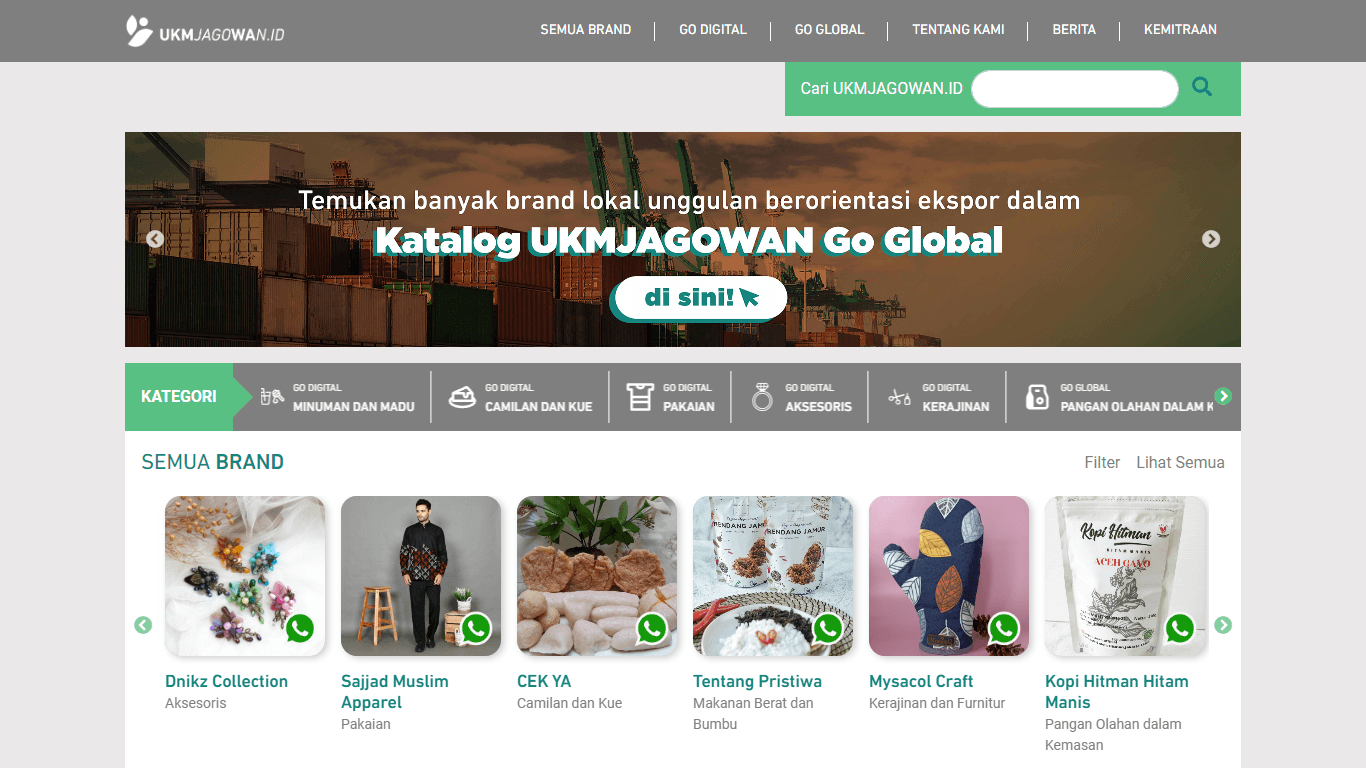 UKMJAGOWAN.ID
SEMUA BRAND
GO DIGITAL
GO GLOBAL
TENTANG KAMI
BERITA
KEMITRAAN
Cari UKMJAGOWAN.ID
Temukan banyak brand lokal unggulan berorientasi ekspor dalam
Katalog UKMJAGOWAN Go Global
di sini!
KATEGORI
GO DIGITAL
MINUMAN DAN MADU
GO DIGITAL
CAMILAN DAN KUE
GO DIGITAL
PAKAIAN
GO DIGITAL
AKSESORIS
GO DIGITAL
KERAJINAN
GO GLOBAL
PANGAN OLAHAN DALAM K
SEMUA BRAND
Filter
Lihat Semua
RENDANG JAMUR
RENDANG JAMUR
Kopi Hitman
HITAM MANIS
ACEH GAYO
Dnikz Collection
Aksesoris
Sajjad Muslim
Apparel
Pakaian
CEK YA
Camilan dan Kue
Tentang Pristiwa
Makanan Berat dan
Bumbu
Mysacol Craft
Kerajinan dan Furnitur
Kopi Hitman Hitam
Manis
Pangan Olahan dalam
Kemasan